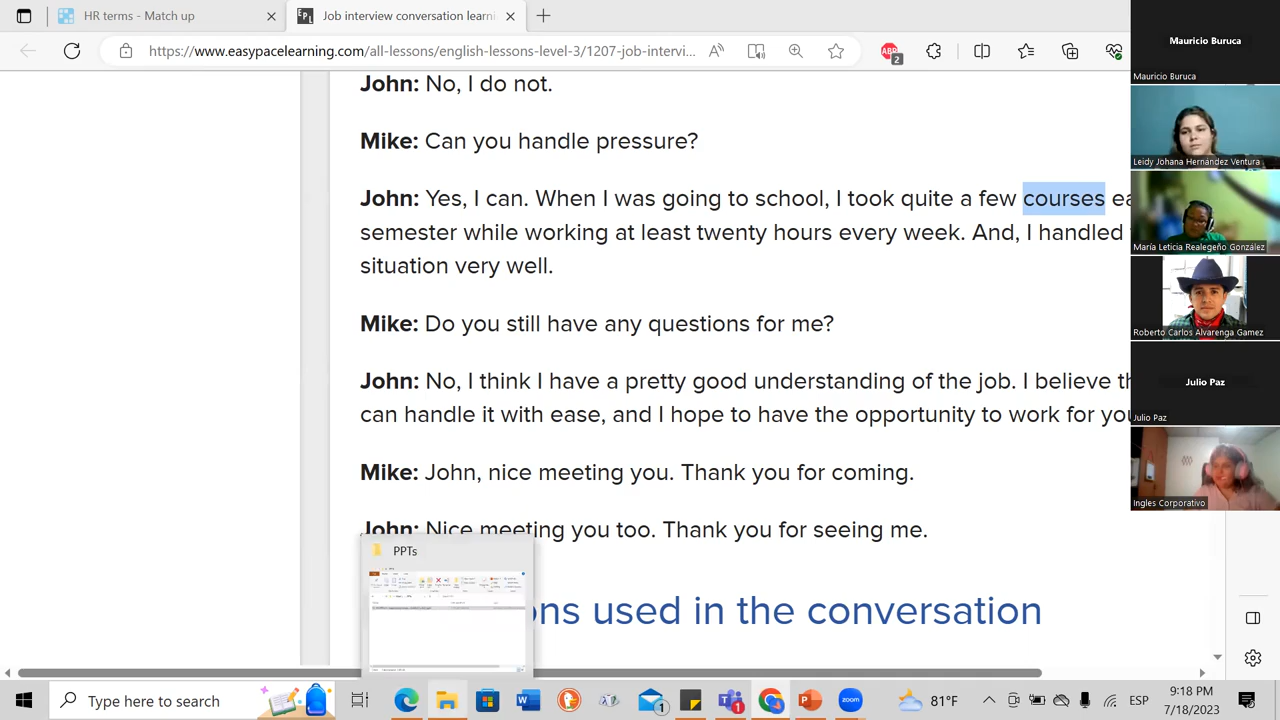 HR terms - Match up
Job interview conversation learni
https://www.easypacelearning.com/all-lessons/english-lessons-level-3/1207-job-intervi...
2
John: No, I do not.
Mike: Can you handle pressure?
John: Yes, I can. When I was going to school, I took quite a few courses ea
semester while working at least twenty hours every week. And, I handled t
situation very well.
Mike: Do you still have any questions for me?
John: No, I think I have a pretty good understanding of the job. I believe th
can handle it with ease, and I hope to have the opportunity to work for you
Mike: John, nice meeting you. Thank you for coming.
John: Nice meeting you too. Thank you for seeing me.
PPTs
ons used in the conversation
Mauricio Buruca
Mauricio Buruca
Leidy Johana Hernández Ventura
María Leticia Realegeño González
Roberto Carlos Alvarenga Gamez
Julio Paz
Julio Paz
Ingles Corporativo
Type here to search
1
1
zoom
81°F
ESP
9:18 PM
7/18/2023